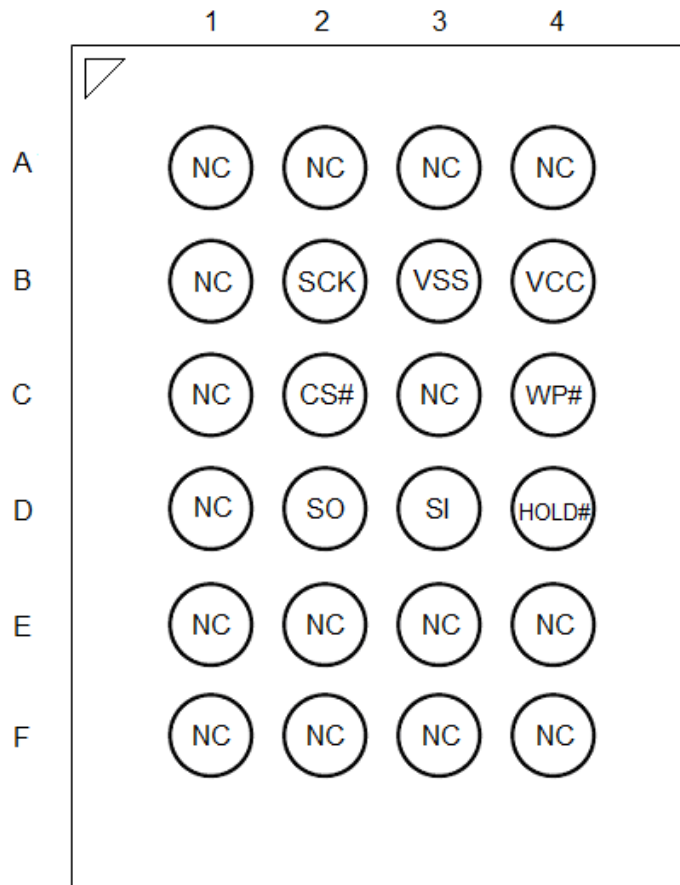 1 2 3 4
A NC NC NC NC
B NC SCK VSS VCC
C NC CS# NC WP#
D NC SO SI HOLD#
E NC NC NC NC
F NC NC NC NC